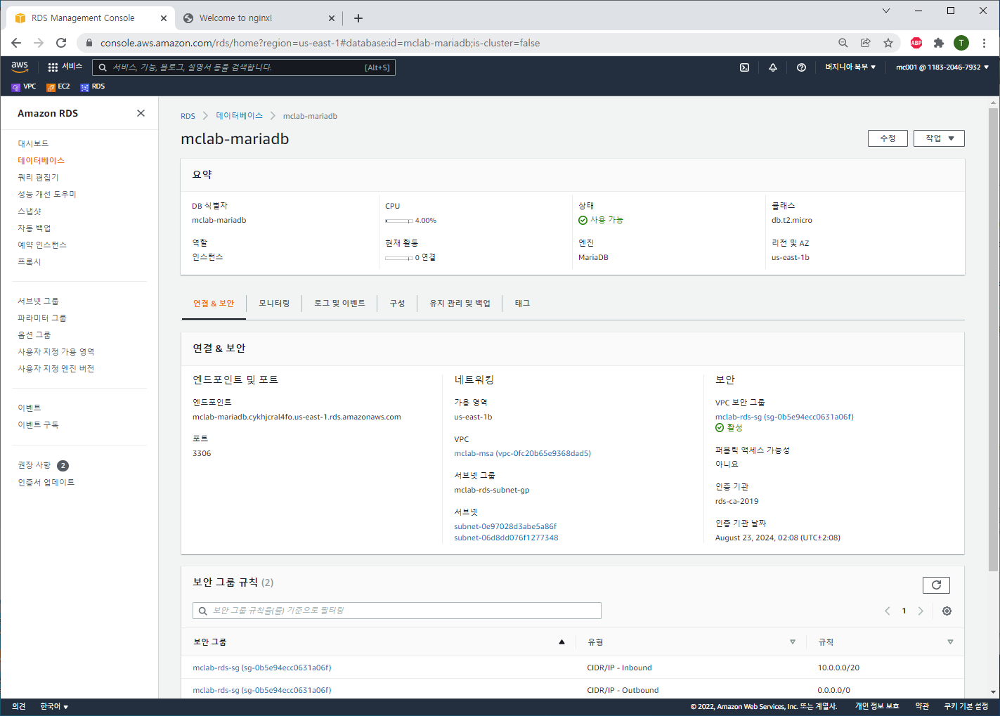 RDS Management Console
Welcome to nginx!
console.aws.amazon.com/rds/home?region=us-east-1#database:id=mclab-mariadb;is-cluster=false
ABP
T
aws
서비스
서비스, 기능, 블로그, 설명서 등을 검색합니다.
[Alt+S]
버지니아 북부
mc001 @ 1183-2046-7932
VPC
EC2
RDS
Amazon RDS
대시보드
데이터베이스
쿼리 편집기
성능 개선 도우미
스냅샷
자동 백업
예약 인스턴스
프록시
서브넷 그룹
파라미터 그룹
옵션 그룹
사용자 지정 가용 영역
사용자 지정 엔진 버전
이벤트
이벤트 구독
권장 사항 2
인증서 업데이트
RDS
데이터베이스
mclab-mariadb
mclab-mariadb
수정
작업
요약
DB 식별자
mclab-mariadb
CPU
4.00%
상태
사용 가능
클래스
db.t2.micro
역할
인스턴스
현재 활동
0 연결
엔진
MariaDB
리전 및 AZ
us-east-1b
연결 & 보안
모니터링
로그 및 이벤트
구성
유지 관리 및 백업
태그
연결 & 보안
엔드포인트 및 포트
엔드포인트
mclab-mariadb.cykhjcral4fo.us-east-1.rds.amazonaws.com
포트
3306
네트워킹
가용 영역
us-east-1b
VPC
mclab-msa (vpc-0fc20b65e9368dad5)
서브넷 그룹
mclab-rds-subnet-gp
서브넷
subnet-0e97028d3abe5a86f
subnet-06d8dd076f1277348
보안
VPC 보안 그룹
mclab-rds-sg (sg-0b5e94ecc0631a06f)
활성
퍼블릭 액세스 가능성
아니요
인증 기관
rds-ca-2019
인증 기관 날짜
August 23, 2024, 02:08 (UTC±2:08)
보안 그룹 규칙 (2)
보안 그룹 규칙을(를) 기준으로 필터링
1
보안 그룹
유형
규칙
mclab-rds-sg (sg-0b5e94ecc0631a06f)
CIDR/IP - Inbound
10.0.0.0/20
mclab-rds-sg (sg-0b5e94ecc0631a06f)
CIDR/IP - Outbound
0.0.0.0/0
의견
한국어
© 2022, Amazon Web Services, Inc. 또는 계열사.
개인 정보 보호
약관
쿠키 기본 설정